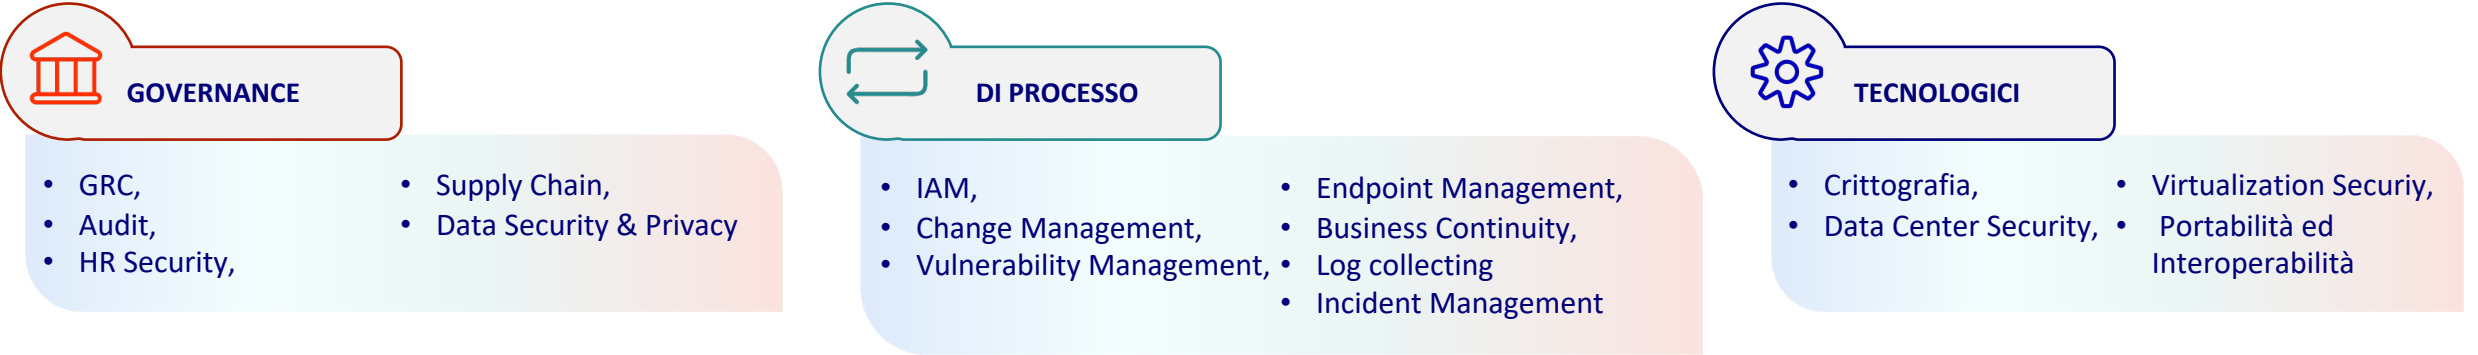 GOVERNANCE
• GRC,
• Audit,
• HR Security,
• Supply Chain,
• Data Security & Privacy
DI PROCESSO
• IAM,
• Change Management,
• Vulnerability Management,
• Endpoint Management,
• Business Continuity,
• Log collecting
• Incident Management
TECNOLOGICI
• Crittografia,
• Data Center Security,
• Virtualization Securiy,
• Portabilità ed
Interoperabilità